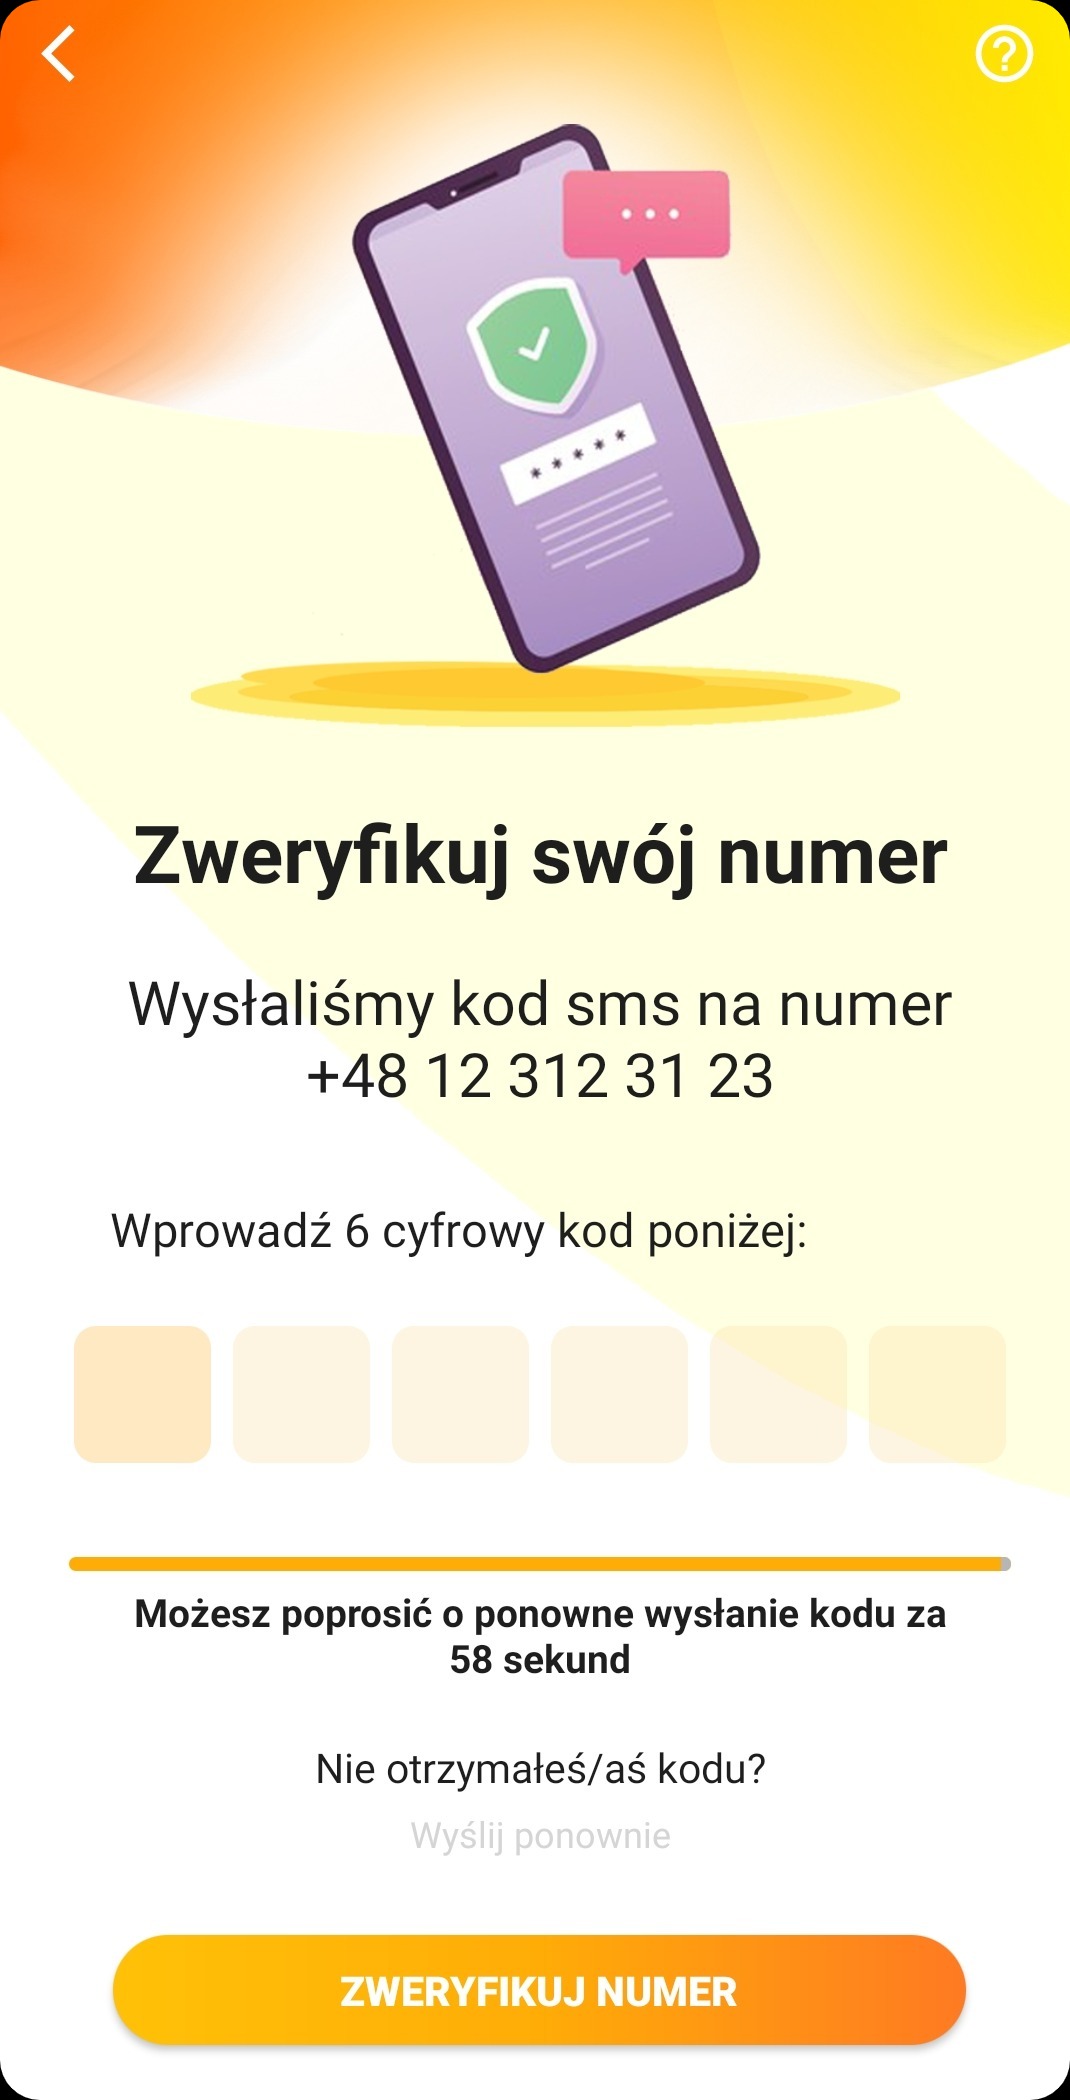 Zweryfikuj swój numer
Wysłaliśmy kod sms na numer
+48 12 312 31 23
Wprowadź 6 cyfrowy kod poniżej:
Możesz poprosić o ponowne wysłanie kodu za
58 sekund
Nie otrzymałeś/aś kodu?
Wyślij ponownie
ZWERYFIKUJ NUMER